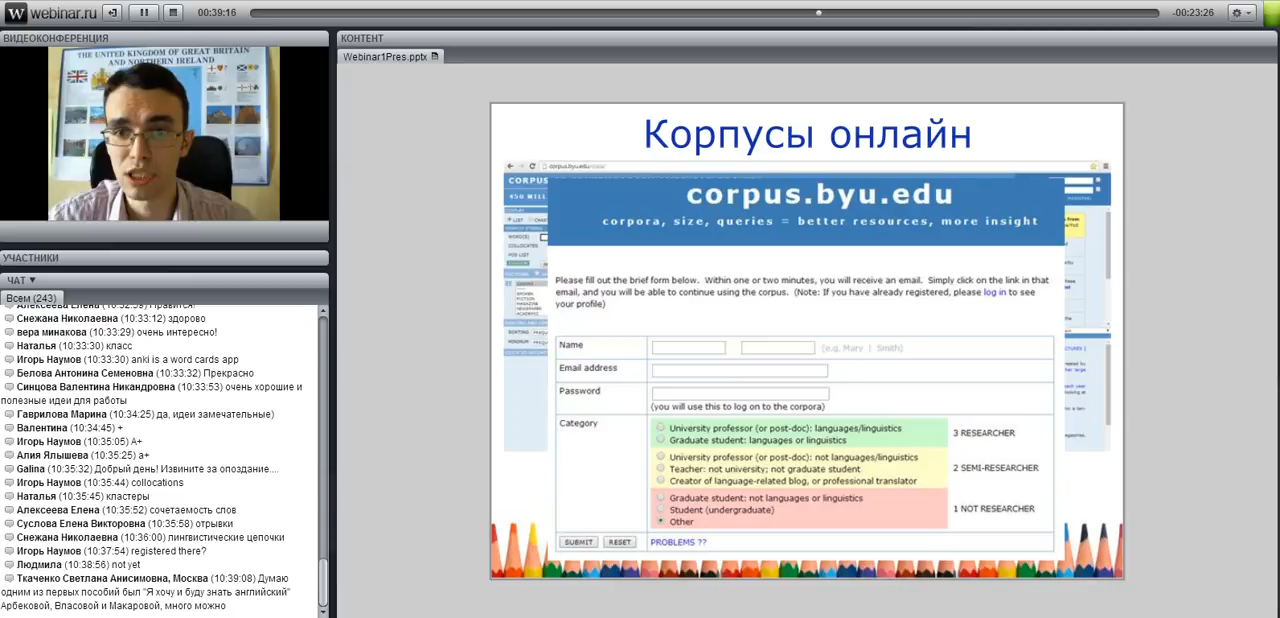 W webinar.ru
00:39:16
-00:23:26
ВИДЕОКОНФЕРЕНЦИЯ
THE UNITED KINGDOM OF GREAT BRITAIN
AND NORTHERN IRELAND
УЧАСТНИКИ
ЧАТ
Всем (243)
Алексеева Елена (10:32:59) Нравится!
Снежана Николаевна (10:33:12) здорово
вера минакова (10:33:29) очень интересно!
Наталья (10:33:30) класс
Игорь Наумов (10:33:30) anki is a word cards app
Белова Антонина Семеновна (10:33:32) Прекрасно
Синцова Валентина Никандровна (10:33:53) очень хорошие и
полезные идеи для работы
Гаврилова Марина (10:34:25) да, идеи замечательные)
Валентина (10:34:45) +
Игорь Наумов (10:35:05) A+
Алия Ялышева (10:35:25) а+
Galina (10:35:32) Добрый день! Извините за опоздание....
Игорь Наумов (10:35:44) collocations
Наталья (10:35:45) кластеры
Алексеева Елена (10:35:52) сочетаемость слов
Суслова Елена Викторовна (10:35:58) отрывки
Снежана Николаевна (10:36:00) лингвистические цепочки
Игорь Наумов (10:37:54) registered there?
Людмила (10:38:56) not yet
Ткаченко Светлана Анисимовна, Москва (10:39:08) Думаю
одним из первых пособий был "Я хочу и буду знать английский"
Арбековой, Власовой и Макаровой, много можно
КОНТЕНТ
Webinar1Pres.pptx
Корпусы онлайн
corpus.byu.edu
CORPUS
450 MILL
corpus.byu.edu
corpora, size, queries = better resources, more insight
Please fill out the brief form below. Within one or two minutes, you will receive an email. Simply click on the link in that
email, and you will be able to continue using the corpus. (Note: If you have already registered, please log in to see
your profile)
Name (e.g. Mary | Smith)
Email address
Password
(you will use this to log on to the corpora)
Category
University professor (or post-doc): languages/linguistics
Graduate student: languages or linguistics
3 RESEARCHER
University professor (or post-doc): not languages/linguistics
Teacher: not university; not graduate student
Creator of language-related blog, or professional translator
2 SEMI-RESEARCHER
Graduate student: not languages or linguistics
Student (undergraduate)
Other
1 NOT RESEARCHER
SUBMIT RESET PROBLEMS ??